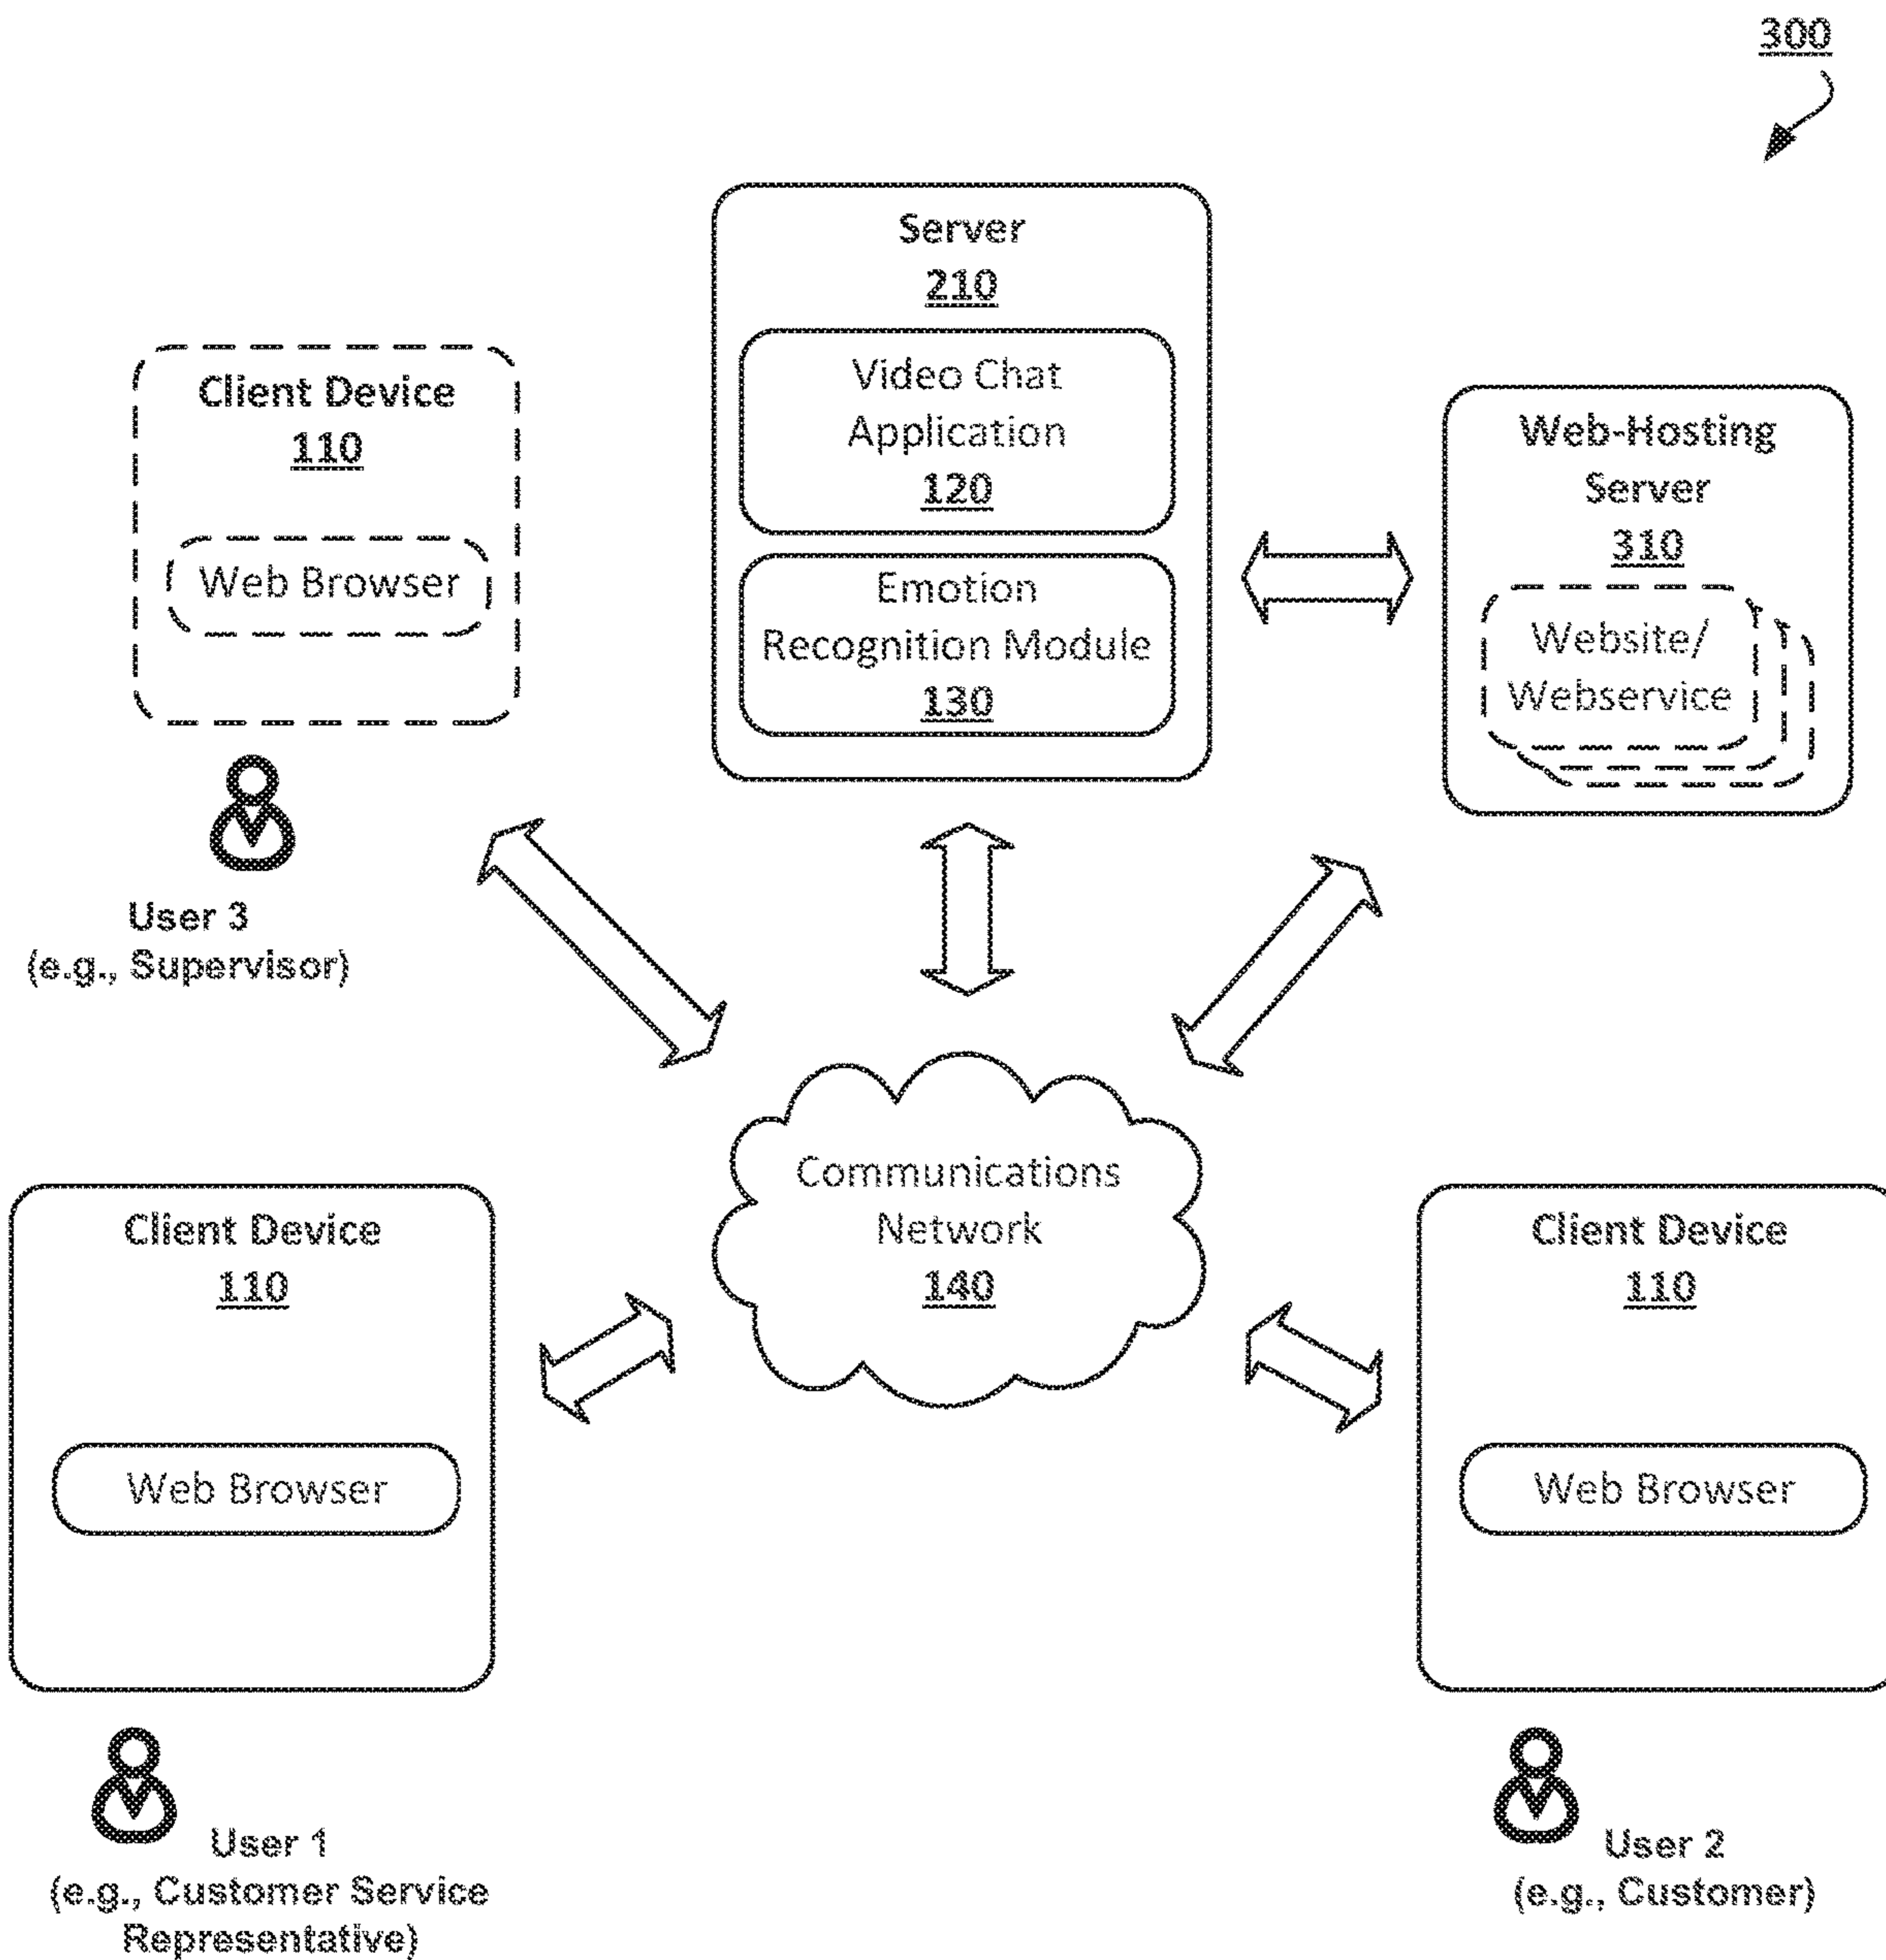 300
Server
210
Video Chat
Application
120
Emotion
Recognition Module
130
Client Device
110
Web Browser
User 3
(e.g., Supervisor)
Web-Hosting
Server
310
Website/
Webservice
Communications
Network
140
Client Device
110
Web Browser
User 1
(e.g., Customer Service
Representative)
Client Device
110
Web Browser
User 2
(e.g., Customer)